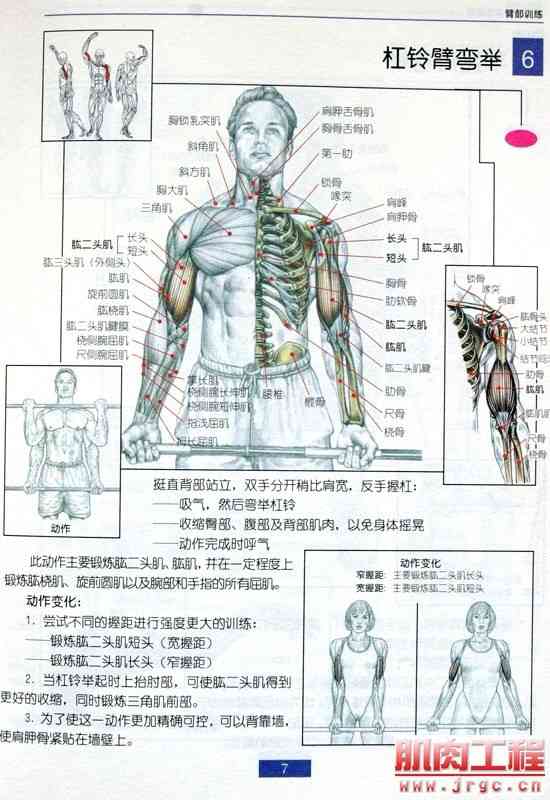 臂部训练
杠铃臂弯举 6
胸锁乳突肌
斜角肌
斜方肌
胸大肌
三角肌
肱二头肌
长头
短头
肱三头肌（外侧头）
肱肌
旋前圆肌
肱桡肌
肱二头肌腱膜
桡侧腕屈肌
尺侧腕屈肌
掌长肌
桡侧腕长伸肌
桡侧腕短伸肌
指浅屈肌
拇长屈肌
肩胛舌骨肌
胸骨舌骨肌
第一肋
锁骨
喙突
肩峰
肩胛骨
长头
短头
肱二头肌
胸骨
肋软骨
肱二头肌
肱肌
肱二头肌腱
肋骨
尺骨
桡骨
腰椎
髋骨
锁骨
喙突
肩峰
肱骨头
大结节
小结节
肋骨
肱肌
尺骨
桡骨
动作
挺直背部站立，双手分开稍比肩宽，反手握杠：
——吸气，然后弯举杠铃
——收缩臀部、腹部及背部肌肉，以免身体摇晃
——动作完成时呼气
此动作主要锻炼肱二头肌、肱肌，并在一定程度上
锻炼肱桡肌、旋前圆肌以及腕部和手指的所有屈肌。
动作变化：
1．尝试不同的握距进行强度更大的训练：
——锻炼肱二头肌短头（宽握距）
——锻炼肱二头肌长头（窄握距）
2．当杠铃举起时上抬肘部，可使肱二头肌得到
更好的收缩，同时锻炼三角肌前部。
3．为了使这一动作更加精确可控，可以背靠墙，
使肩胛骨紧贴在墙壁上。
动作变化
窄握距：主要锻炼肱二头肌长头
宽握距：主要锻炼肱二头肌短头
7
肌肉工程
www.jrgc.cn